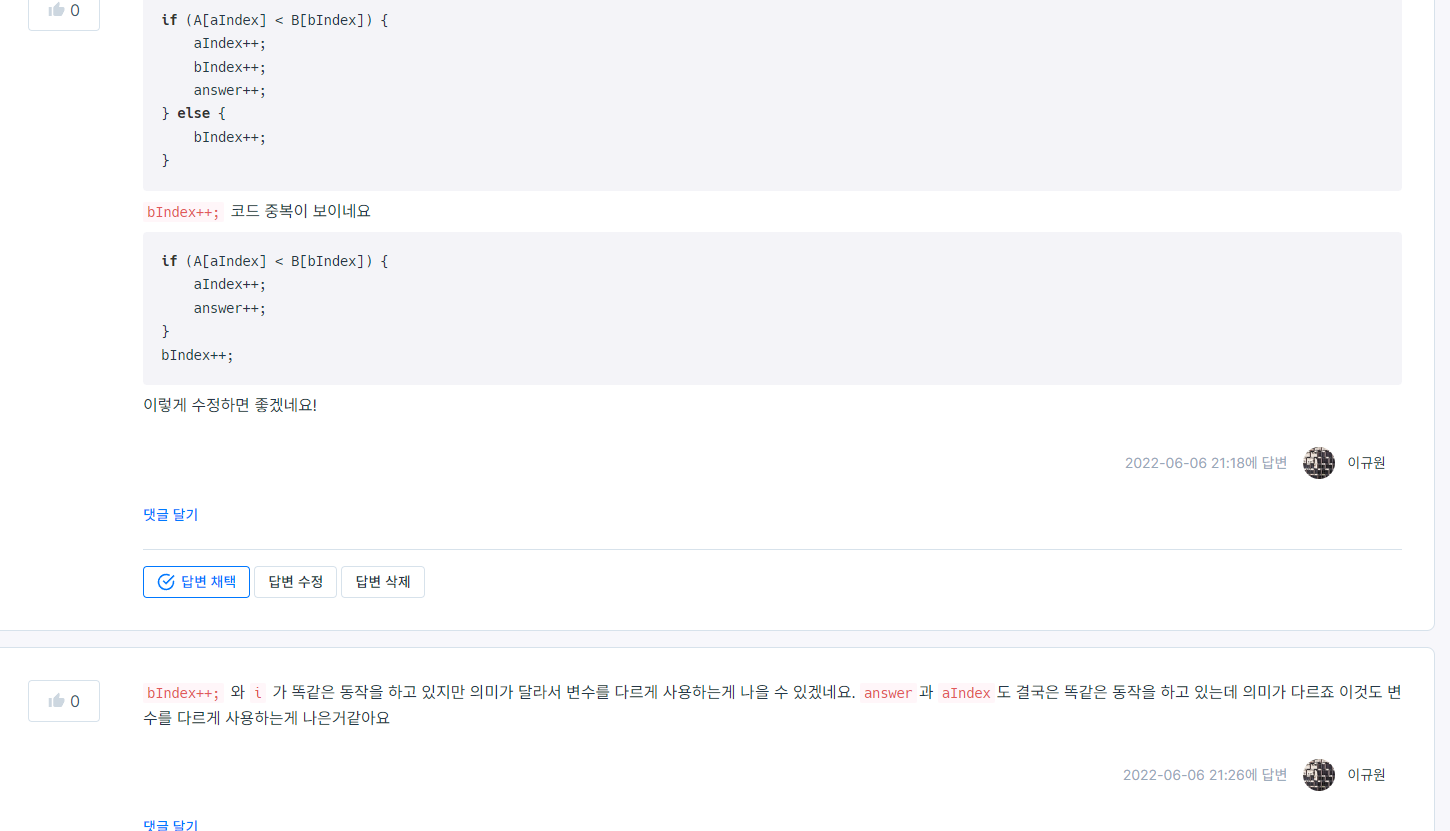 0
if (A[aIndex] < B[bIndex]) {
    aIndex++;
    bIndex++;
    answer++;
} else {
    bIndex++;
}
bIndex++; 코드 중복이 보이네요
if (A[aIndex] < B[bIndex]) {
    aIndex++;
    answer++;
}
bIndex++;
이렇게 수정하면 좋겠네요!
2022-06-06 21:18에 답변 이규원
댓글 달기
답변 채택 답변 수정 답변 삭제
0
bIndex++; 와 i 가 똑같은 동작을 하고 있지만 의미가 달라서 변수를 다르게 사용하는게 나을 수 있겠네요. answer 과 aIndex 도 결국은 똑같은 동작을 하고 있는데 의미가 다르죠 이것도 변
수를 다르게 사용하는게 나은거같아요
2022-06-06 21:26에 답변 이규원
댓글 달기